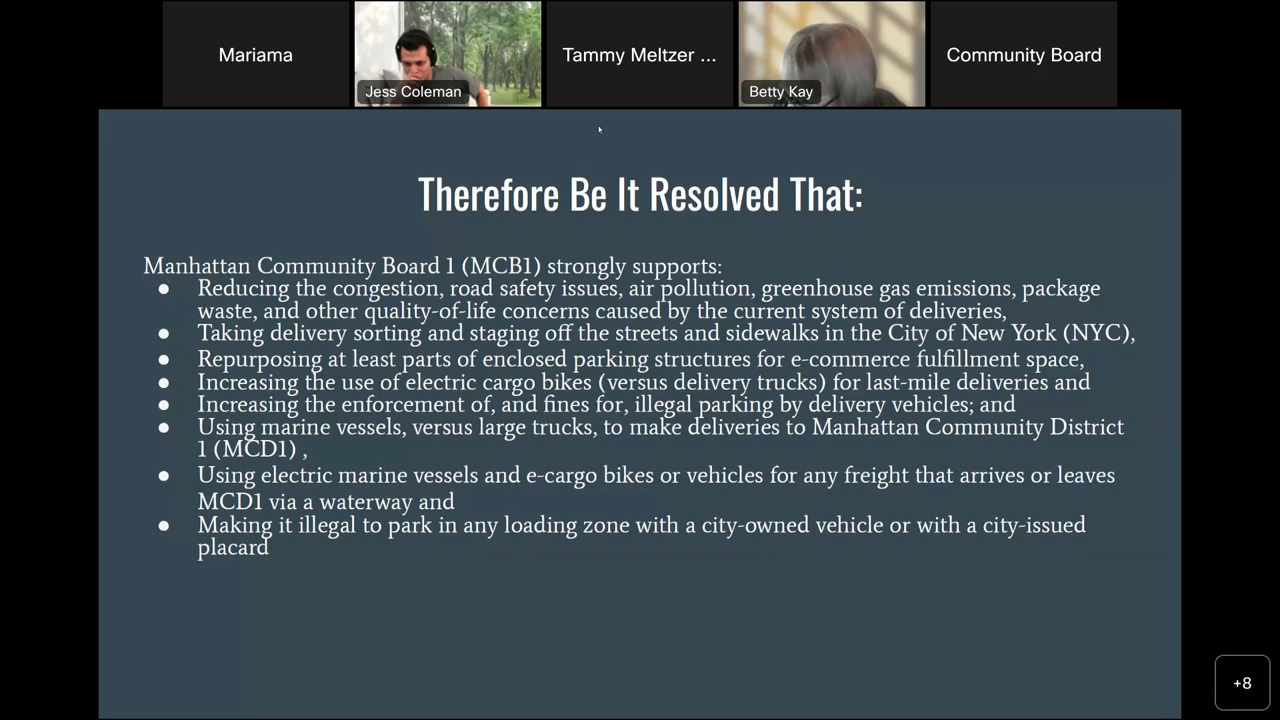 Mariama
Jess Coleman
Tammy Meltzer ...
Betty Kay
Community Board
Therefore Be It Resolved That:
Manhattan Community Board 1 (MCB1) strongly supports:
● Reducing the congestion, road safety issues, air pollution, greenhouse gas emissions, package
waste, and other quality-of-life concerns caused by the current system of deliveries,
● Taking delivery sorting and staging off the streets and sidewalks in the City of New York (NYC),
● Repurposing at least parts of enclosed parking structures for e-commerce fulfillment space,
● Increasing the use of electric cargo bikes (versus delivery trucks) for last-mile deliveries and
● Increasing the enforcement of, and fines for, illegal parking by delivery vehicles; and
● Using marine vessels, versus large trucks, to make deliveries to Manhattan Community District
1 (MCD1) ,
● Using electric marine vessels and e-cargo bikes or vehicles for any freight that arrives or leaves
MCD1 via a waterway and
● Making it illegal to park in any loading zone with a city-owned vehicle or with a city-issued
placard
+8